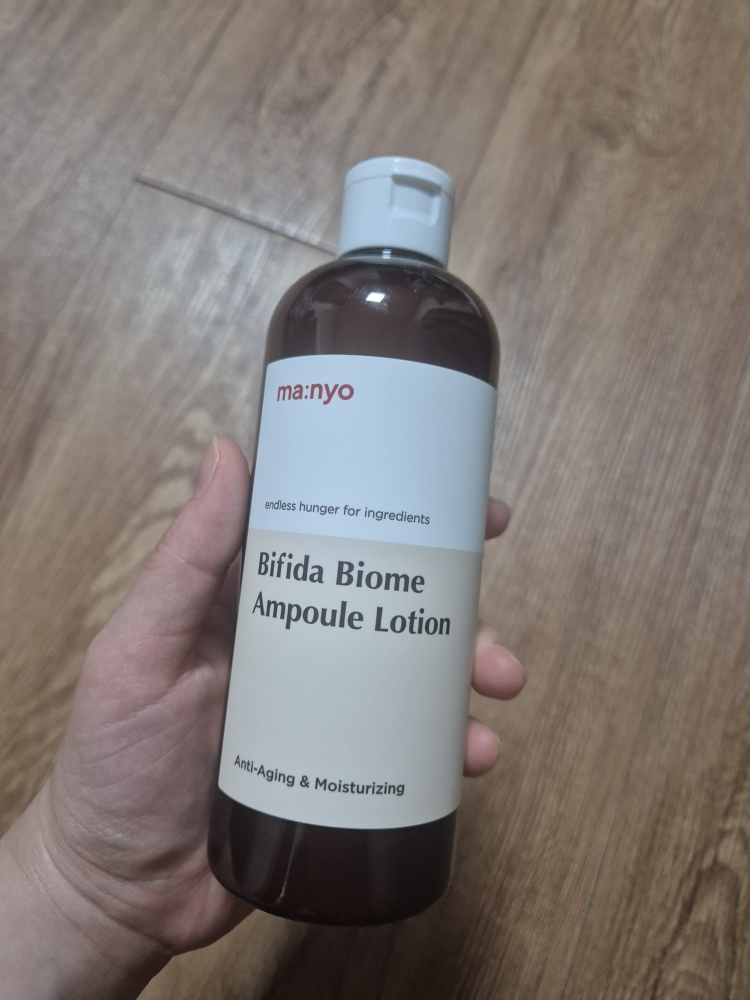 ma:nyo
endless hunger for ingredients
Bifida Biome
Ampoule Lotion
Anti-Aging & Moisturizing